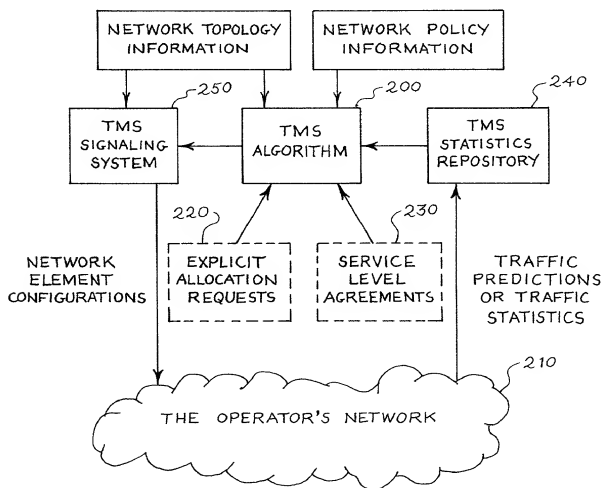 NETWORK TOPOLOGY
INFORMATION
NETWORK POLICY
INFORMATION
250
200
240
TMS
SIGNALING
SYSTEM
TMS
ALGORITHM
TMS
STATISTICS
REPOSITORY
220
230
EXPLICIT
ALLOCATION
REQUESTS
SERVICE
LEVEL
AGREEMENTS
NETWORK
ELEMENT
CONFIGURATIONS
TRAFFIC
PREDICTIONS
OR TRAFFIC
STATISTICS
210
THE OPERATOR'S NETWORK